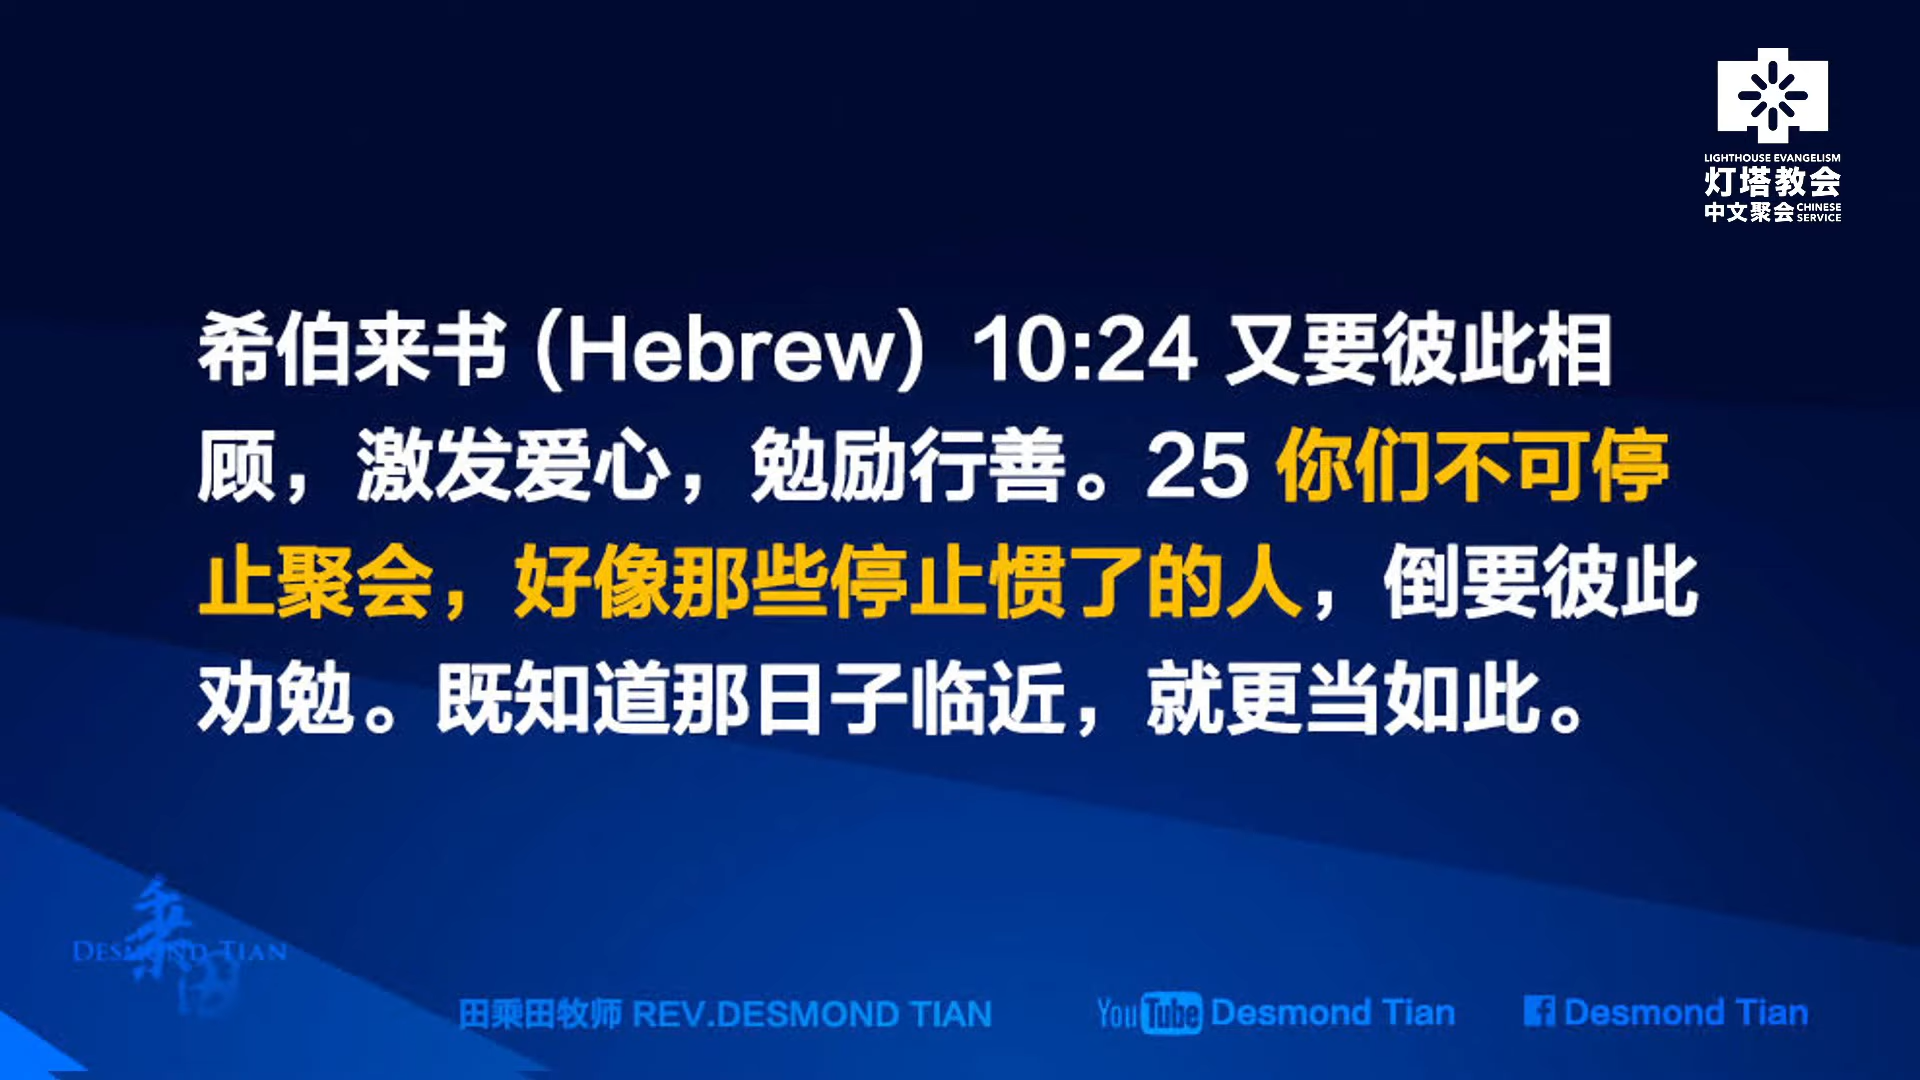 LIGHTHOUSE EVANGELISM
灯塔教会
中文聚会 CHINESE SERVICE
希伯来书（Hebrew）10:24 又要彼此相
顾，激发爱心，勉励行善。25 你们不可停
止聚会，好像那些停止惯了的人，倒要彼此
劝勉。既知道那日子临近，就更当如此。
乘田
DESMOND TIAN
田乘田牧师 REV.DESMOND TIAN
YouTube Desmond Tian
f Desmond Tian